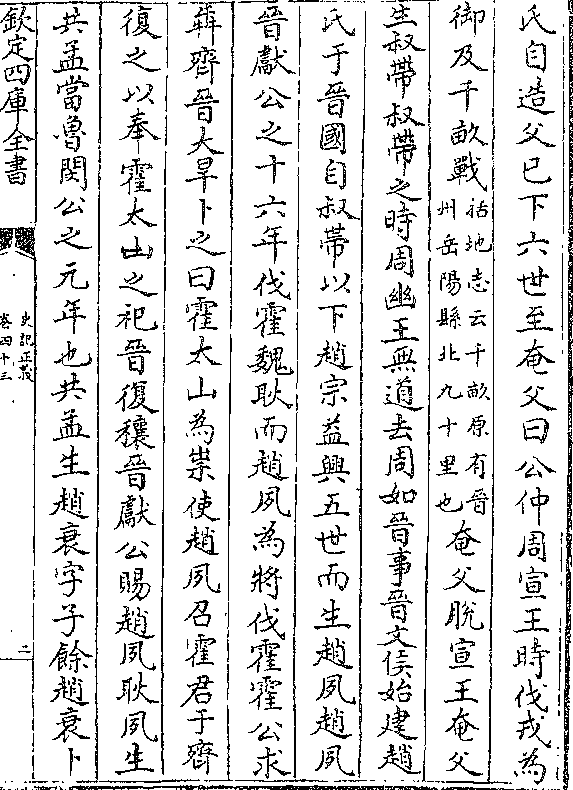 氏自造父已下六世至奄父曰公仲周宣王時伐戎為
御及千畝戰括地志云千畝原有晉州岳陽縣北九十里也奄父脫宣王奄父
生叔帶叔帶之時周幽王無道去周如晉事晉文侯始建趙
氏于晉國自叔帶以下趙宗益興五世而生趙夙趙夙
晉獻公之十六年伐霍魏耿而趙夙為將伐霍霍公求
犇齊晉大旱卜之曰霍太山為祟使趙夙召霍君于齊
復之以奉霍太山之祀晉復穰晉獻公賜趙夙耿夙生
共孟當魯閔公之元年也共孟生趙衰字子餘趙衰卜
欽定四庫全書
史記正義
卷四十三
二